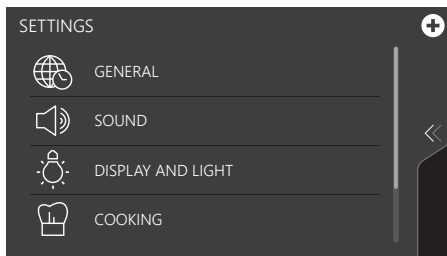 SETTINGS
GENERAL
SOUND
DISPLAY AND LIGHT
COOKING